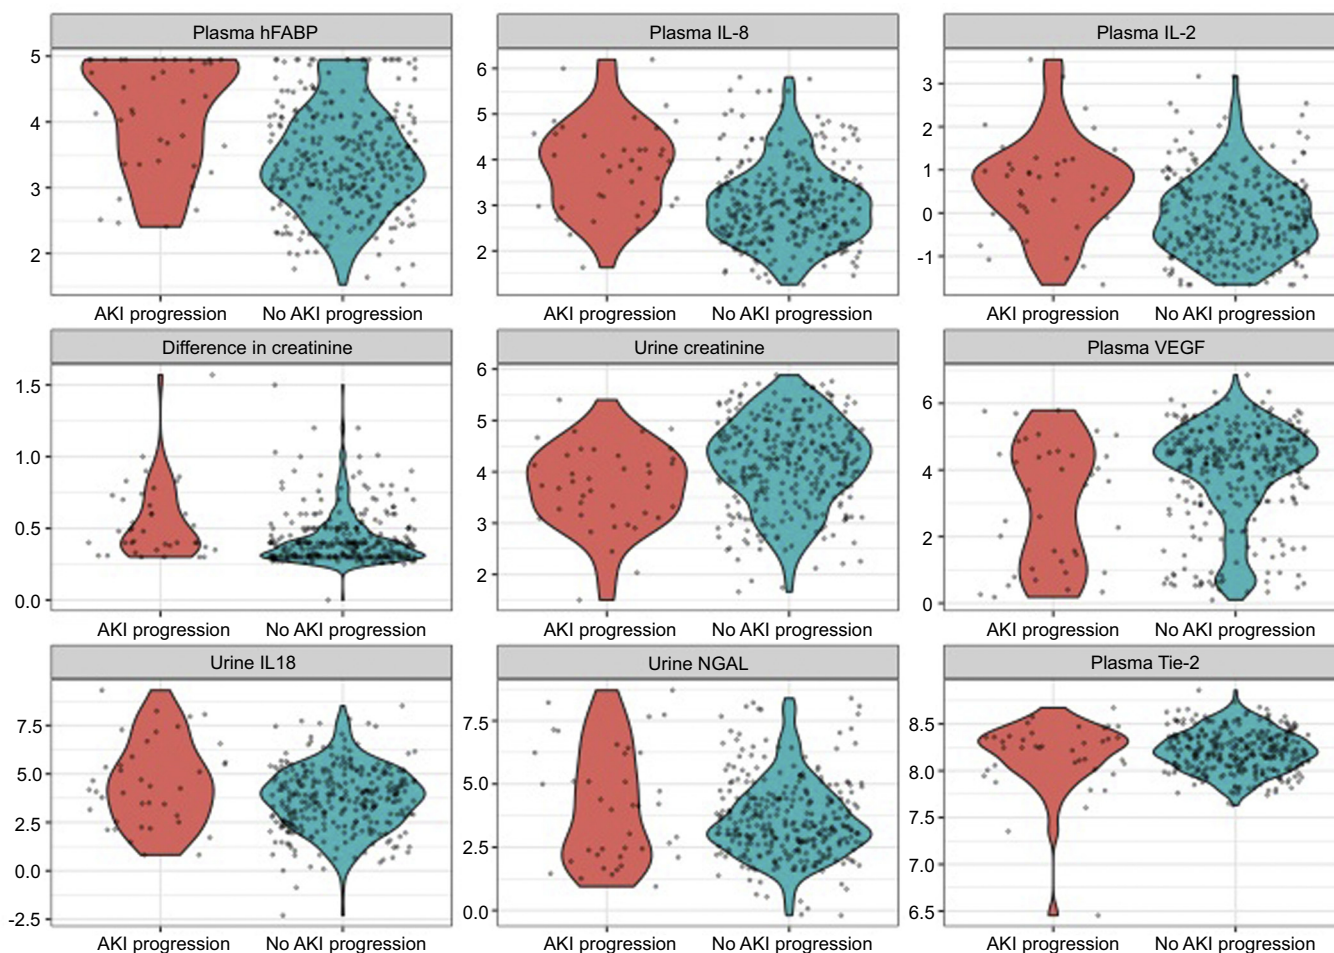 Plasma hFABP
Plasma IL-8
Plasma IL-2
5
4
3
2
6
5
4
3
2
3
2
1
0
-1
AKI progression No AKI progression
AKI progression No AKI progression
AKI progression No AKI progression
Difference in creatinine
Urine creatinine
Plasma VEGF
1.5
1.0
0.5
0.0
6
5
4
3
2
6
4
2
0
AKI progression No AKI progression
AKI progression No AKI progression
AKI progression No AKI progression
Urine IL18
Urine NGAL
Plasma Tie-2
7.5
5.0
2.5
0.0
-2.5
7.5
5.0
2.5
0.0
8.5
8.0
7.5
7.0
6.5
AKI progression No AKI progression
AKI progression No AKI progression
AKI progression No AKI progression